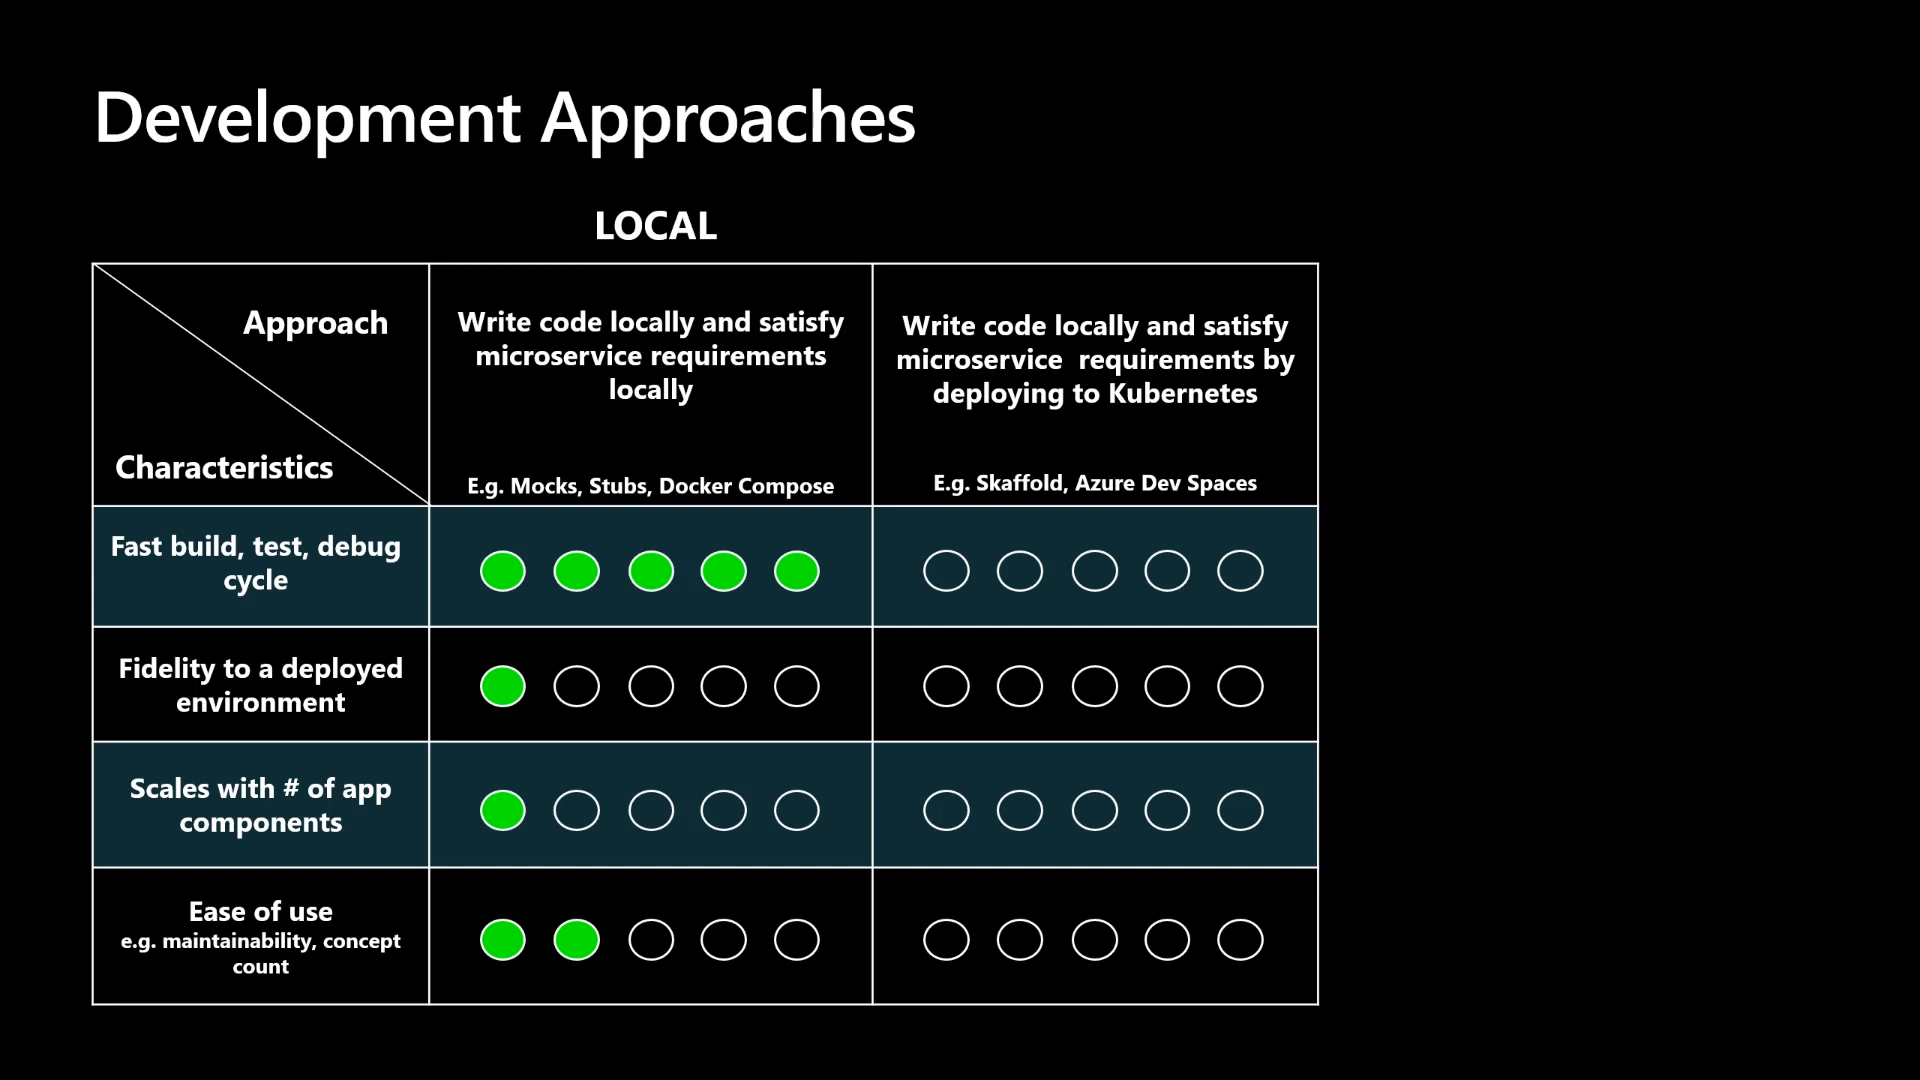 Development Approaches
LOCAL
Approach
Characteristics
Write code locally and satisfy
microservice requirements
locally
E.g. Mocks, Stubs, Docker Compose
Write code locally and satisfy
microservice  requirements by
deploying to Kubernetes
E.g. Skaffold, Azure Dev Spaces
Fast build, test, debug
cycle
Fidelity to a deployed
environment
Scales with # of app
components
Ease of use
e.g. maintainability, concept
count